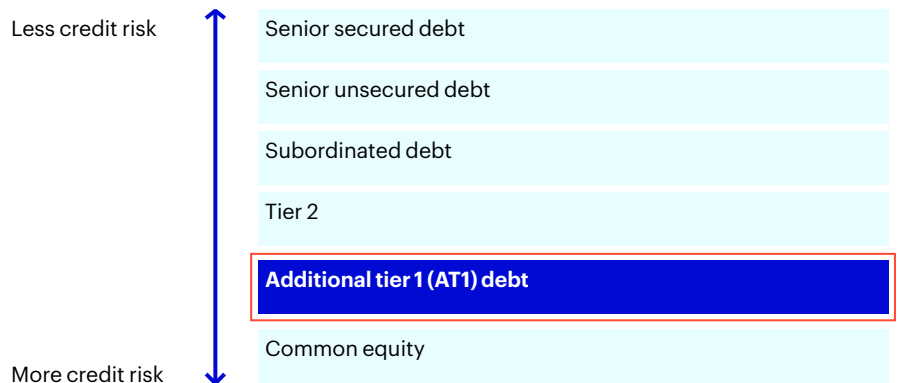 Less credit risk
Senior secured debt
Senior unsecured debt
Subordinated debt
Tier 2
Additional tier 1 (AT1) debt
Common equity
More credit risk